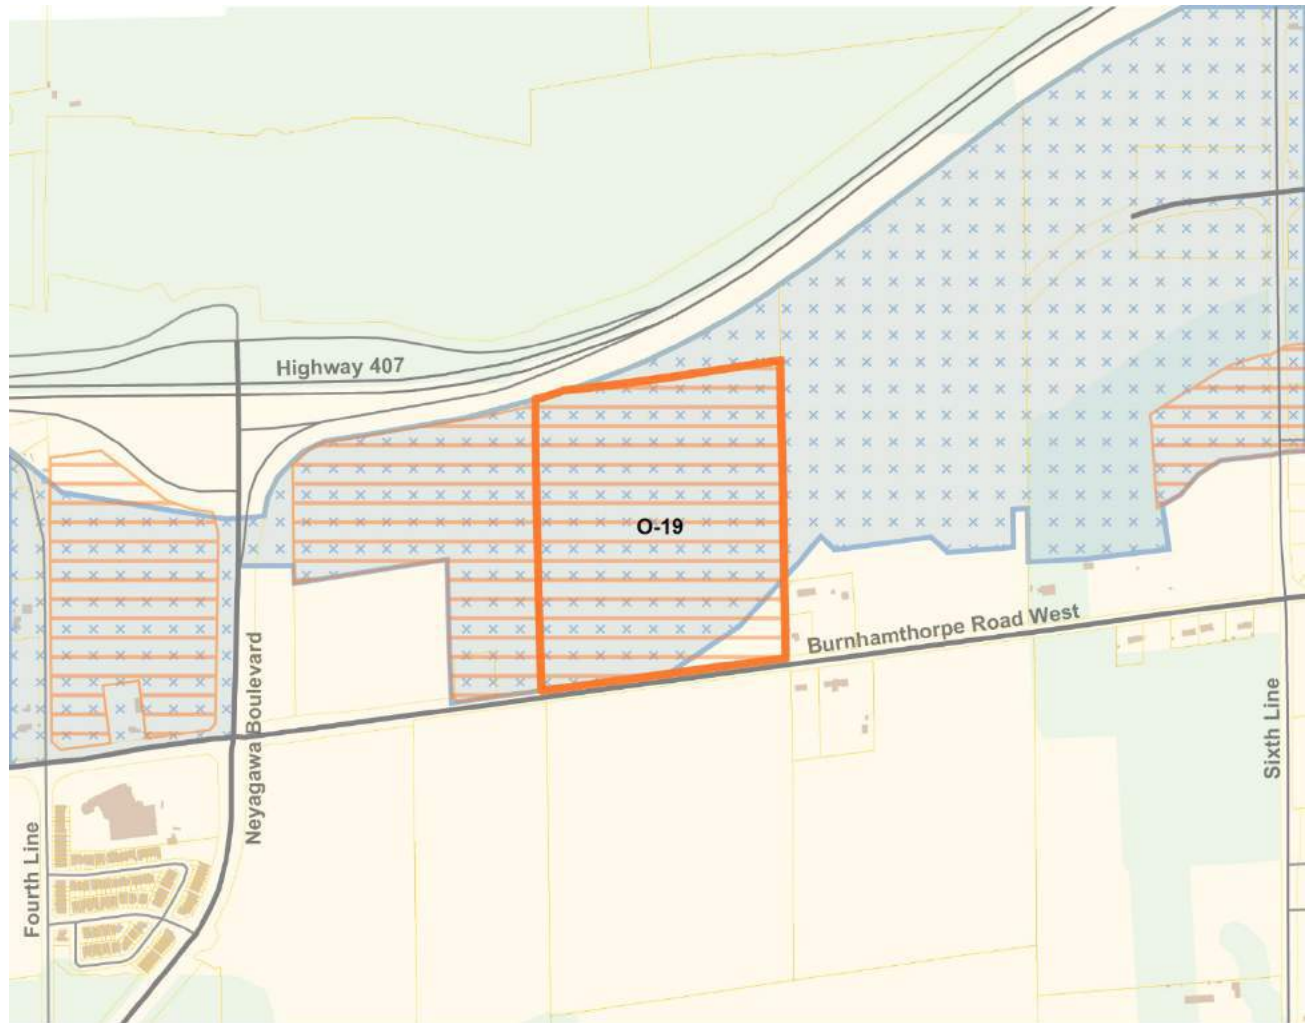 Highway 407
O-19
Burnhamthorpe Road West
Neyagawa Boulevard
Sixth Line
Fourth Line